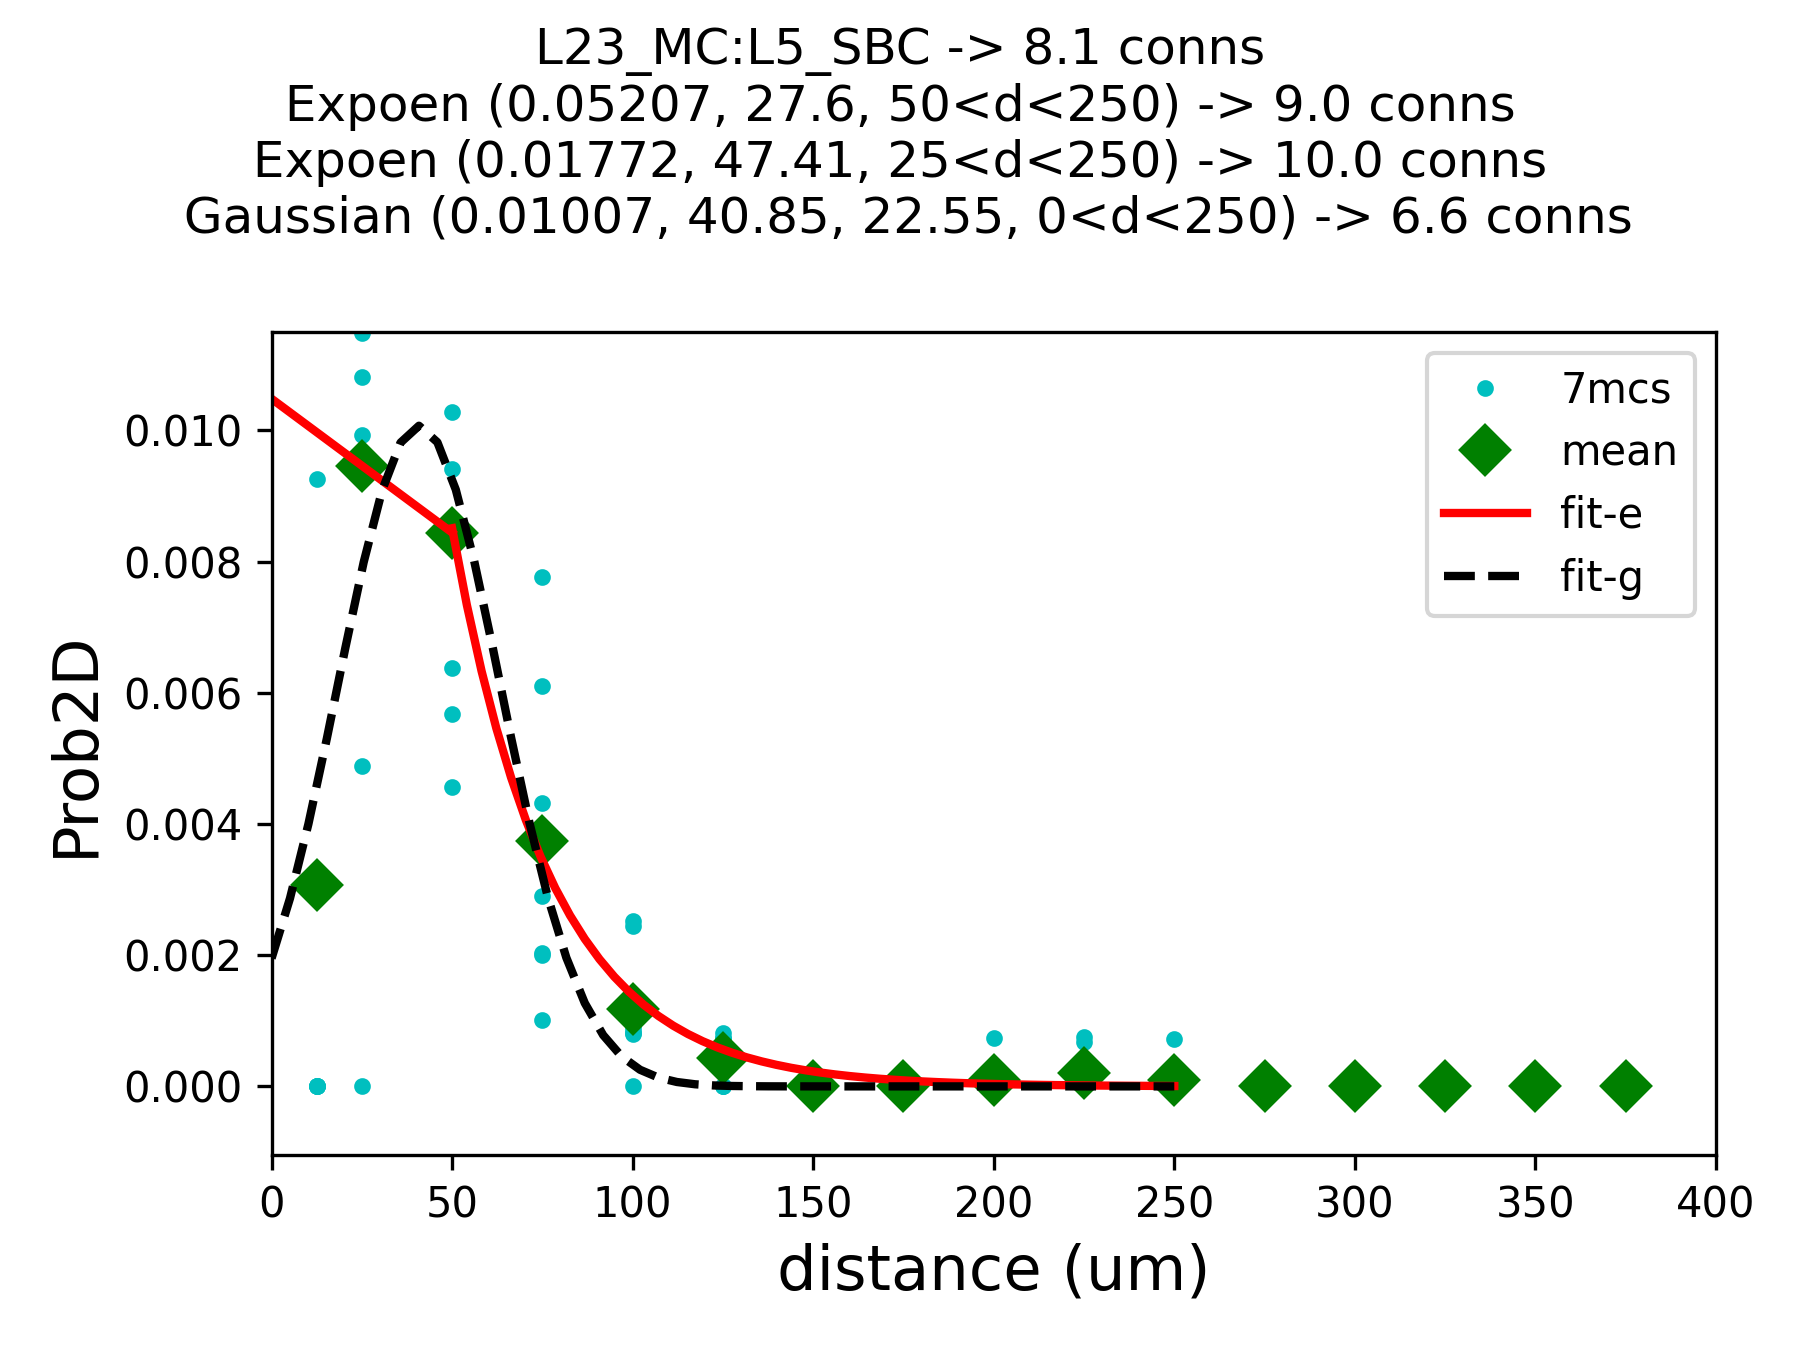 L23_MC:L5_SBC -> 8.1 conns
Expoen (0.05207, 27.6, 50<d<250) -> 9.0 conns
Expoen (0.01772, 47.41, 25<d<250) -> 10.0 conns
Gaussian (0.01007, 40.85, 22.55, 0<d<250) -> 6.6 conns
7mcs
mean
fit-e
fit-g
Prob2D
0.010
0.008
0.006
0.004
0.002
0.000
0 50 100 150 200 250 300 350 400
distance (um)